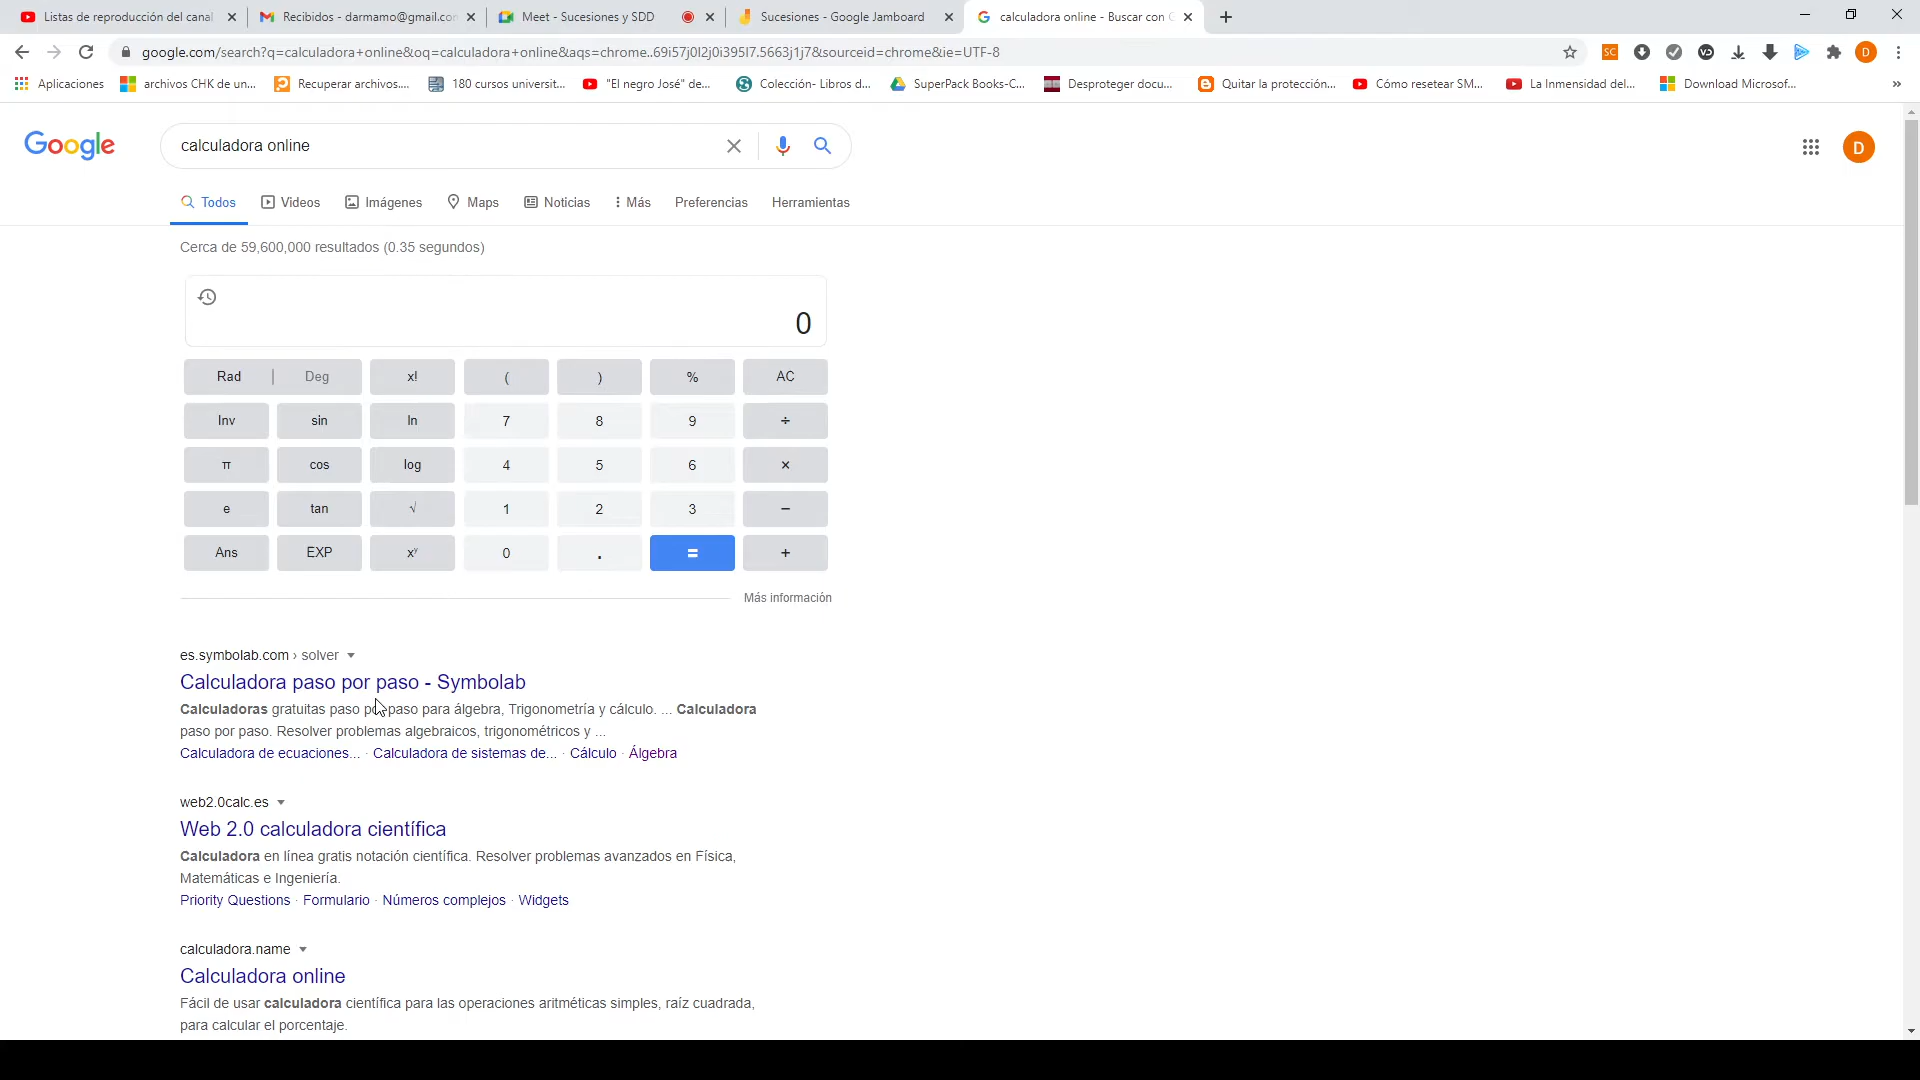 Listas de reproducción del canal
Recibidos - darmamo@gmail.con
Meet - Sucesiones y SDD
Sucesiones - Google Jamboard
calculadora online - Buscar con G
google.com/search?q=calculadora+online&oq=calculadora+online&aqs=chrome..69i57j0l2j0i395l7.5663j1j7&sourceid=chrome&ie=UTF-8
SC
VD
D
Aplicaciones
archivos CHK de un...
Recuperar archivos....
180 cursos universit...
"El negro José" de...
Colección- Libros d...
SuperPack Books-C...
Desproteger docu...
Quitar la protección...
Cómo resetear SM...
La Inmensidad del...
Download Microsof...
»
Google
calculadora online
D
Todos
Videos
Imágenes
Maps
Noticias
Más
Preferencias
Herramientas
Cerca de 59,600,000 resultados (0.35 segundos)
0
Rad | Deg x! ( ) % AC
Inv sin ln 7 8 9 ÷
π cos log 4 5 6 ×
e tan √ 1 2 3 −
Ans EXP xʸ 0 . = +
Más información
es.symbolab.com › solver
Calculadora paso por paso - Symbolab
Calculadoras gratuitas paso por paso para álgebra, Trigonometría y cálculo. ... Calculadora
paso por paso. Resolver problemas algebraicos, trigonométricos y ...
Calculadora de ecuaciones... · Calculadora de sistemas de... · Cálculo · Álgebra
web2.0calc.es
Web 2.0 calculadora científica
Calculadora en línea gratis notación científica. Resolver problemas avanzados en Física,
Matemáticas e Ingeniería.
Priority Questions · Formulario · Números complejos · Widgets
calculadora.name
Calculadora online
Fácil de usar calculadora científica para las operaciones aritméticas simples, raíz cuadrada,
para calcular el porcentaje.